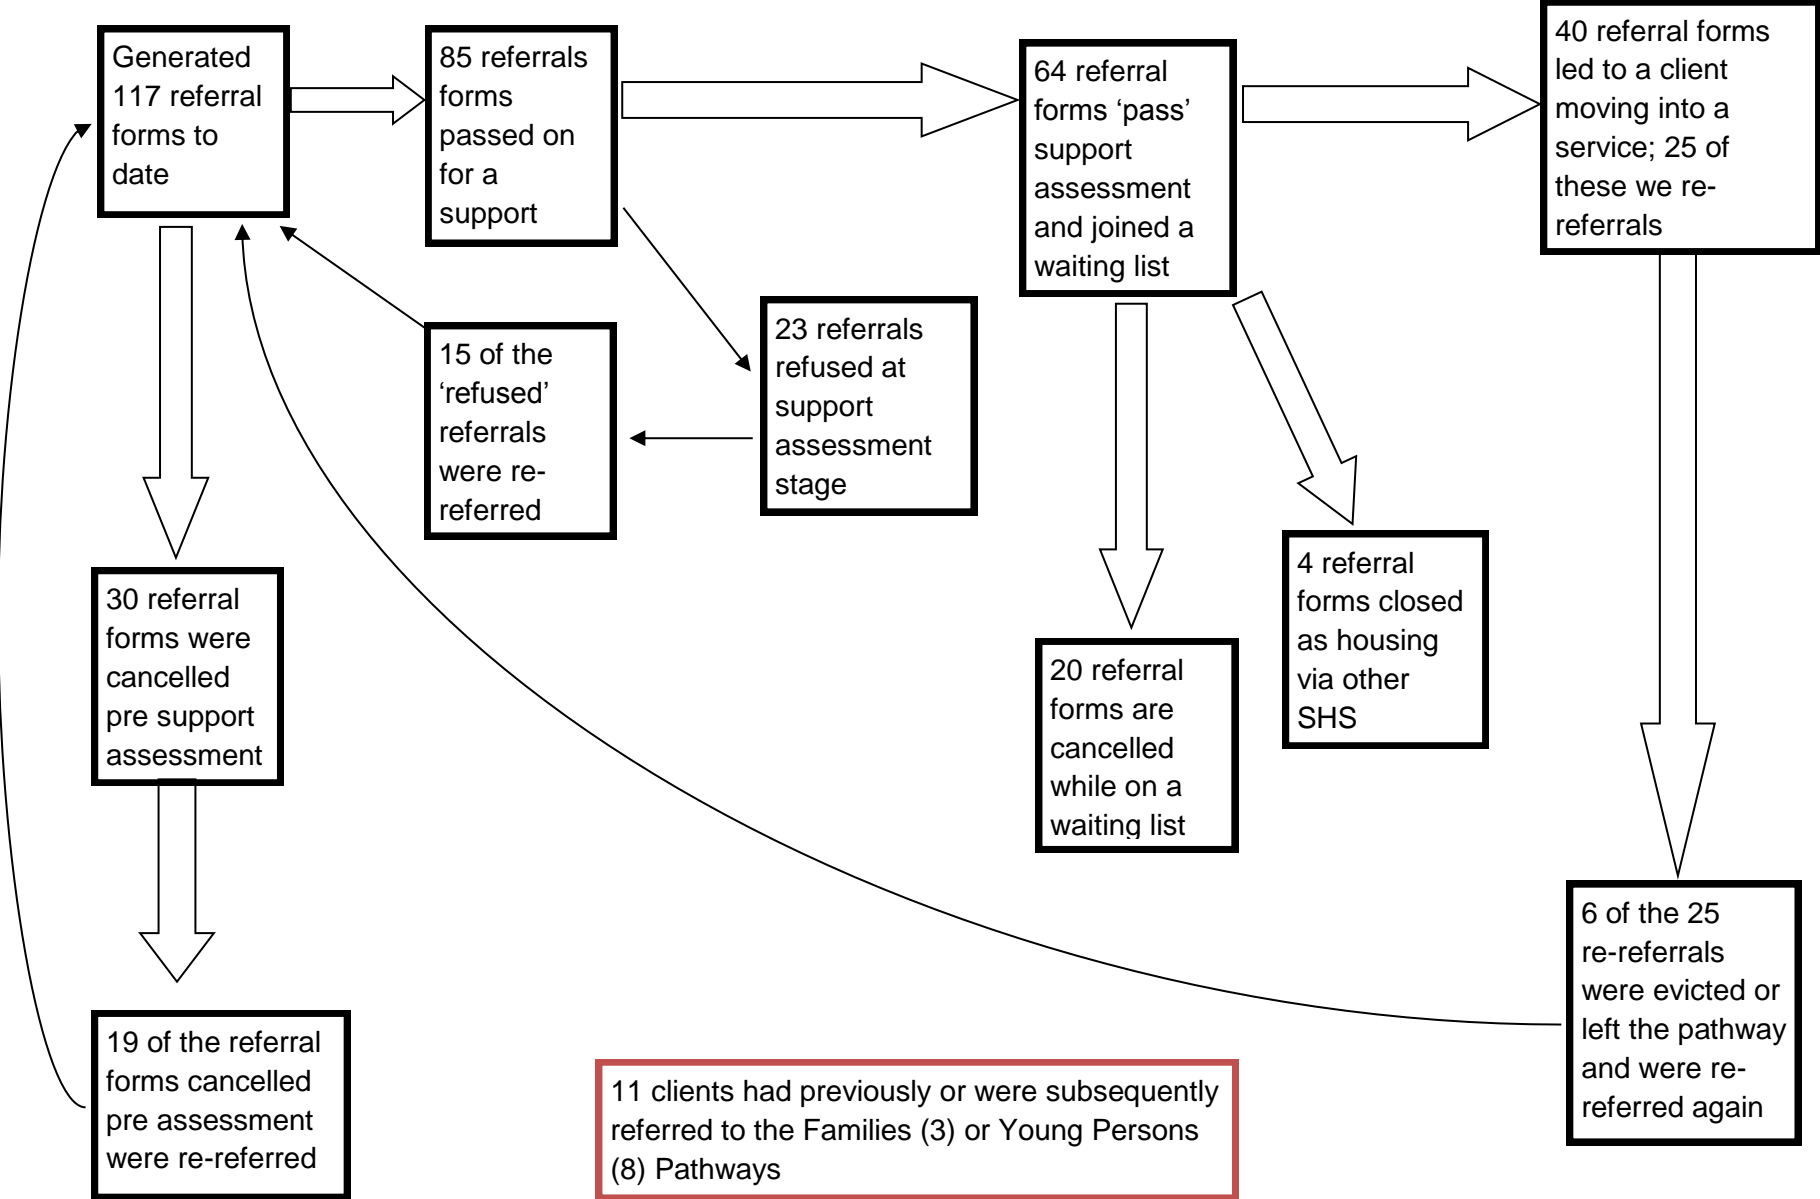 Generated
117 referral
forms to
date
85 referrals
forms
passed on
for a
support
64 referral
forms ‘pass’
support
assessment
and joined a
waiting list
40 referral forms
led to a client
moving into a
service; 25 of
these we re-
referrals
23 referrals
refused at
support
assessment
stage
15 of the
‘refused’
referrals
were re-
referred
30 referral
forms were
cancelled
pre support
assessment
4 referral
forms closed
as housing
via other
SHS
20 referral
forms are
cancelled
while on a
waiting list
6 of the 25
re-referrals
were evicted or
left the pathway
and were re-
referred again
19 of the referral
forms cancelled
pre assessment
were re-referred
11 clients had previously or were subsequently
referred to the Families (3) or Young Persons
(8) Pathways